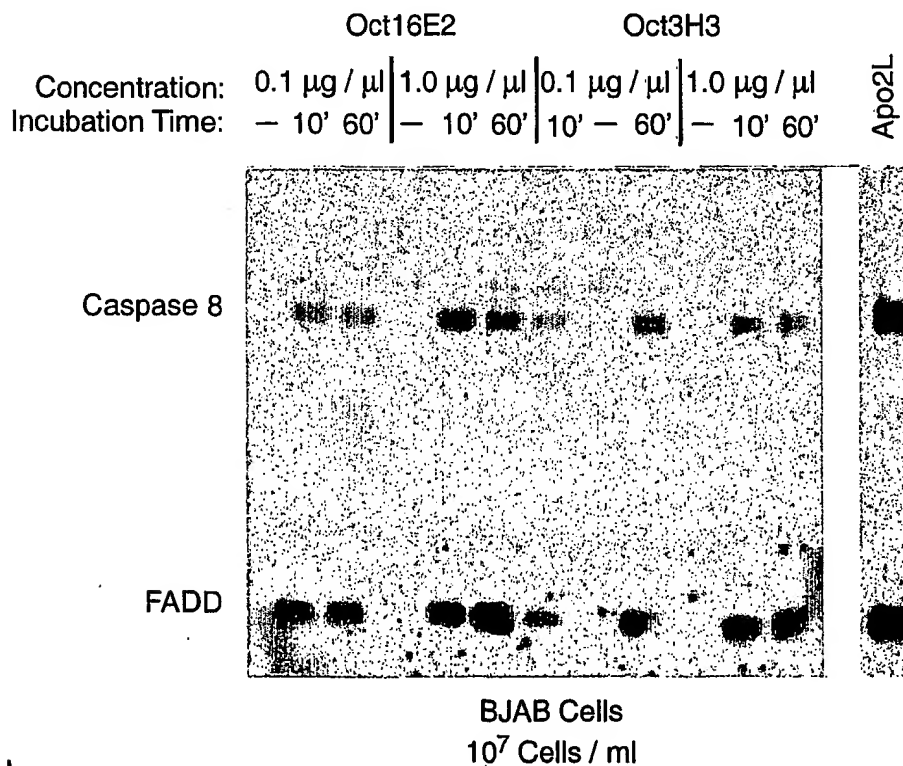 Oct16E2 Oct3H3
Concentration: 0.1 µg / µl 1.0 µg / µl 0.1 µg / µl 1.0 µg / µl
Incubation Time: – 10' 60' – 10' 60' 10' – 60' – 10' 60'
Apo2L
Caspase 8
FADD
BJAB Cells
10⁷ Cells / ml